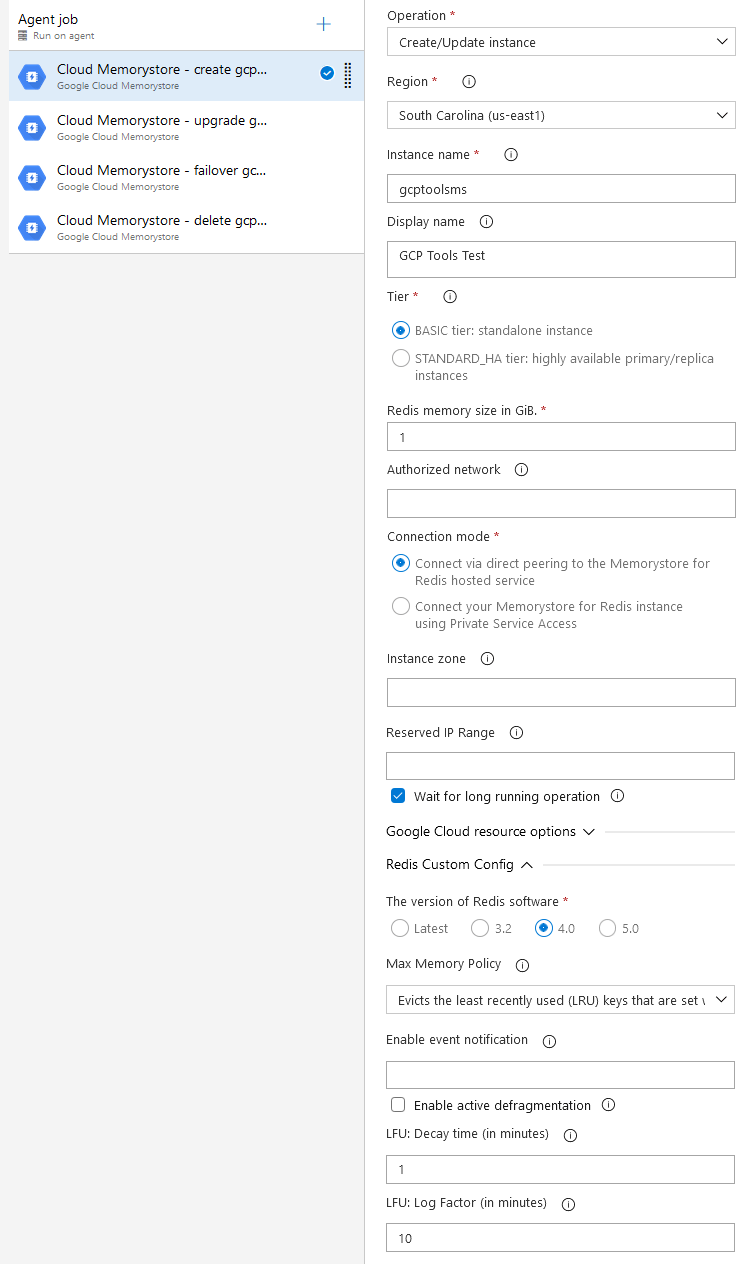 Agent job
Run on agent
Cloud Memorystore - create gcp...
Google Cloud Memorystore
Cloud Memorystore - upgrade g...
Google Cloud Memorystore
Cloud Memorystore - failover gc...
Google Cloud Memorystore
Cloud Memorystore - delete gcp...
Google Cloud Memorystore
Operation *
Create/Update instance
Region *
South Carolina (us-east1)
Instance name *
gcptoolsms
Display name
GCP Tools Test
Tier *
BASIC tier: standalone instance
STANDARD_HA tier: highly available primary/replica
instances
Redis memory size in GiB. *
1
Authorized network
Connection mode *
Connect via direct peering to the Memorystore for
Redis hosted service
Connect your Memorystore for Redis instance
using Private Service Access
Instance zone
Reserved IP Range
Wait for long running operation
Google Cloud resource options
Redis Custom Config
The version of Redis software *
Latest 3.2 4.0 5.0
Max Memory Policy
Evicts the least recently used (LRU) keys that are set
Enable event notification
Enable active defragmentation
LFU: Decay time (in minutes)
1
LFU: Log Factor (in minutes)
10